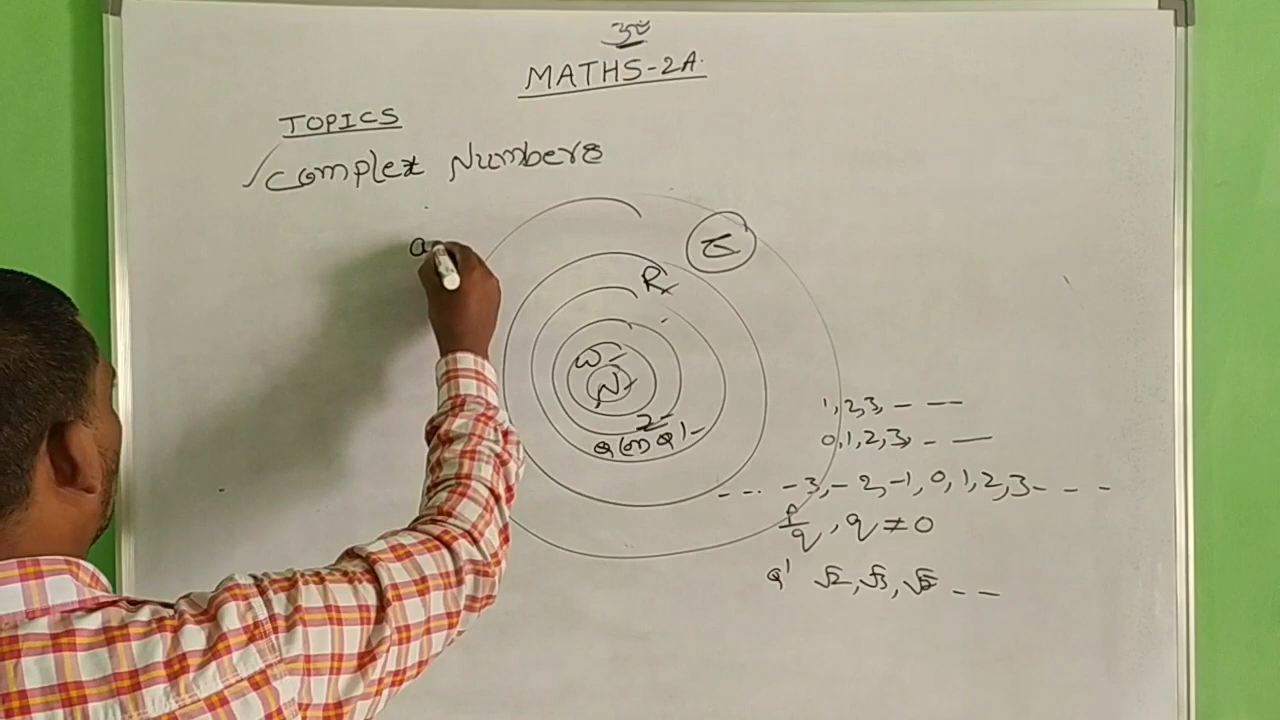 MATHS-2A.
TOPICS
Complex Numbers
a
C
R
W
N
Z
Q (or) Q'
1, 2, 3, - -
0, 1, 2, 3, - -
... -3, -2, -1, 0, 1, 2, 3 - - -
p/q, q ≠ 0
Q' √2, √3, √5 - -